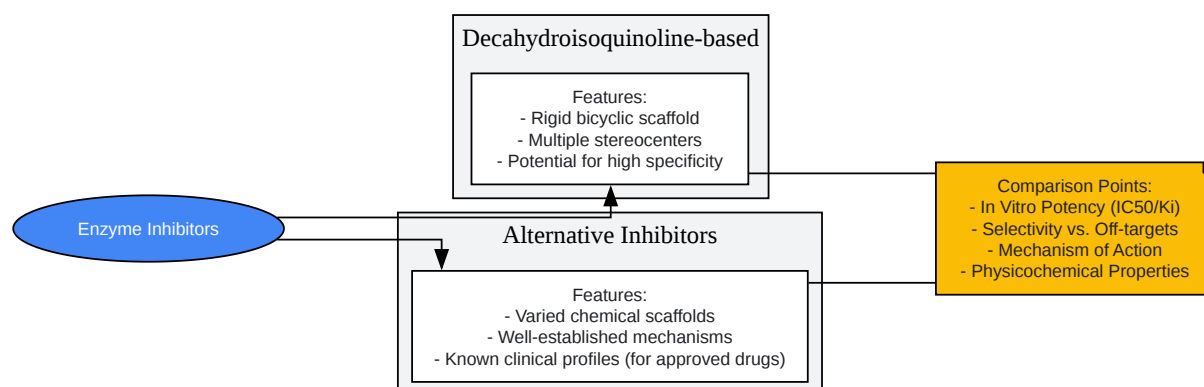 Decahydroisoquinoline-based
Features:
- Rigid bicyclic scaffold
- Multiple stereocenters
- Potential for high specificity
Enzyme Inhibitors
Alternative Inhibitors
Features:
- Varied chemical scaffolds
- Well-established mechanisms
- Known clinical profiles (for approved drugs)
Comparison Points:
- In Vitro Potency (IC50/Ki)
- Selectivity vs. Off-targets
- Mechanism of Action
- Physicochemical Properties